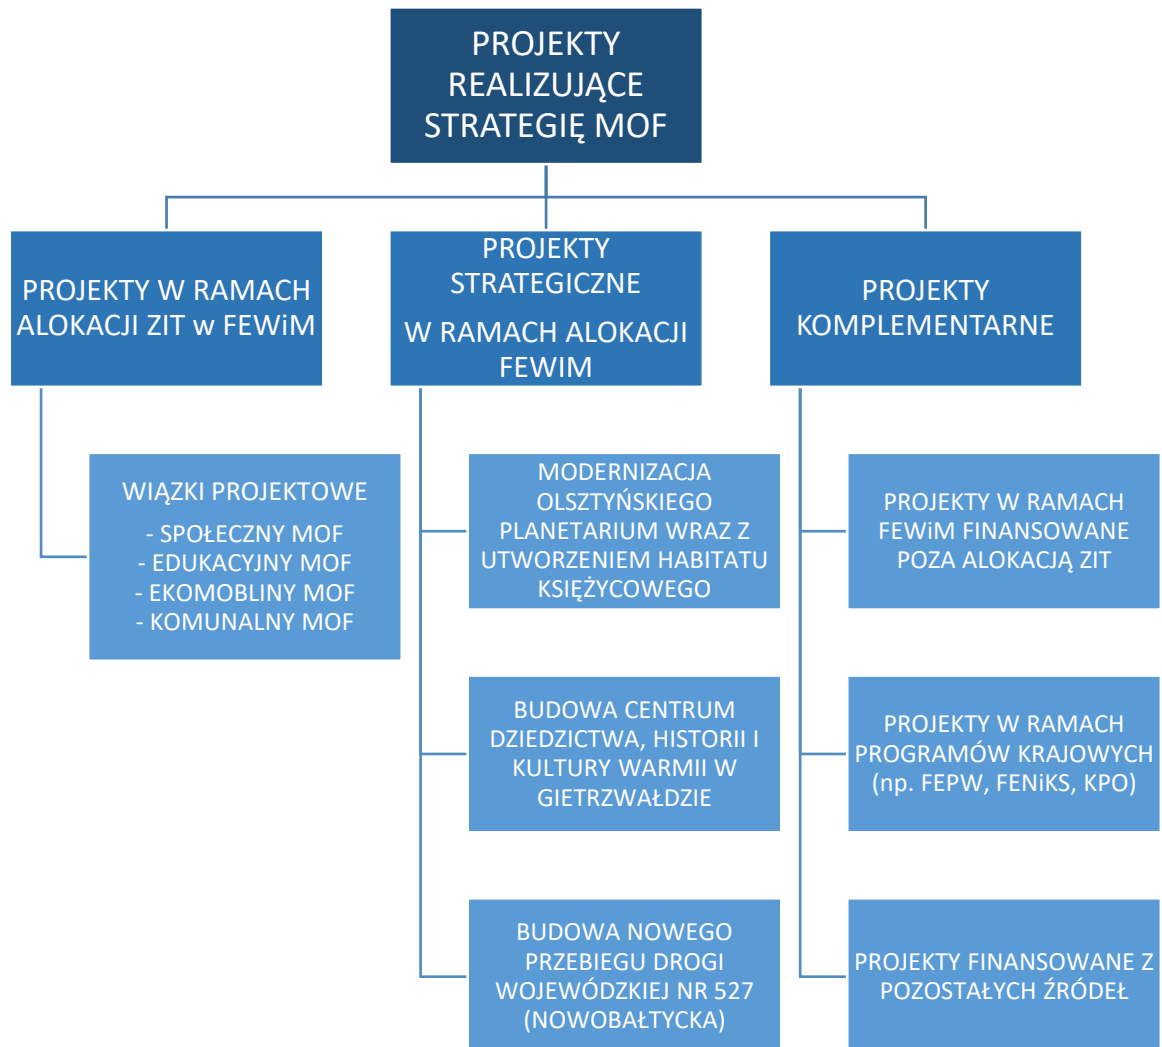 PROJEKTY
REALIZUJĄCE
STRATEGIĘ MOF
PROJEKTY W RAMACH
ALOKACJI ZIT w FEWiM
WIĄZKI PROJEKTOWE
- SPOŁECZNY MOF
- EDUKACYJNY MOF
- EKOMOBLINY MOF
- KOMUNALNY MOF
PROJEKTY
STRATEGICZNE
W RAMACH ALOKACJI
FEWIM
MODERNIZACJA
OLSZTYŃSKIEGO
PLANETARIUM WRAZ Z
UTWORZENIEM HABITATU
KSIĘŻYCOWEGO
BUDOWA CENTRUM
DZIEDZICTWA, HISTORII I
KULTURY WARMII W
GIETRZWAŁDZIE
BUDOWA NOWEGO
PRZEBIEGU DROGI
WOJEWÓDZKIEJ NR 527
(NOWOBAŁTYCKA)
PROJEKTY
KOMPLEMENTARNE
PROJEKTY W RAMACH
FEWiM FINANSOWANE
POZA ALOKACJĄ ZIT
PROJEKTY W RAMACH
PROGRAMÓW KRAJOWYCH
(np. FEPW, FENiKS, KPO)
PROJEKTY FINANSOWANE Z
POZOSTAŁYCH ŹRÓDEŁ